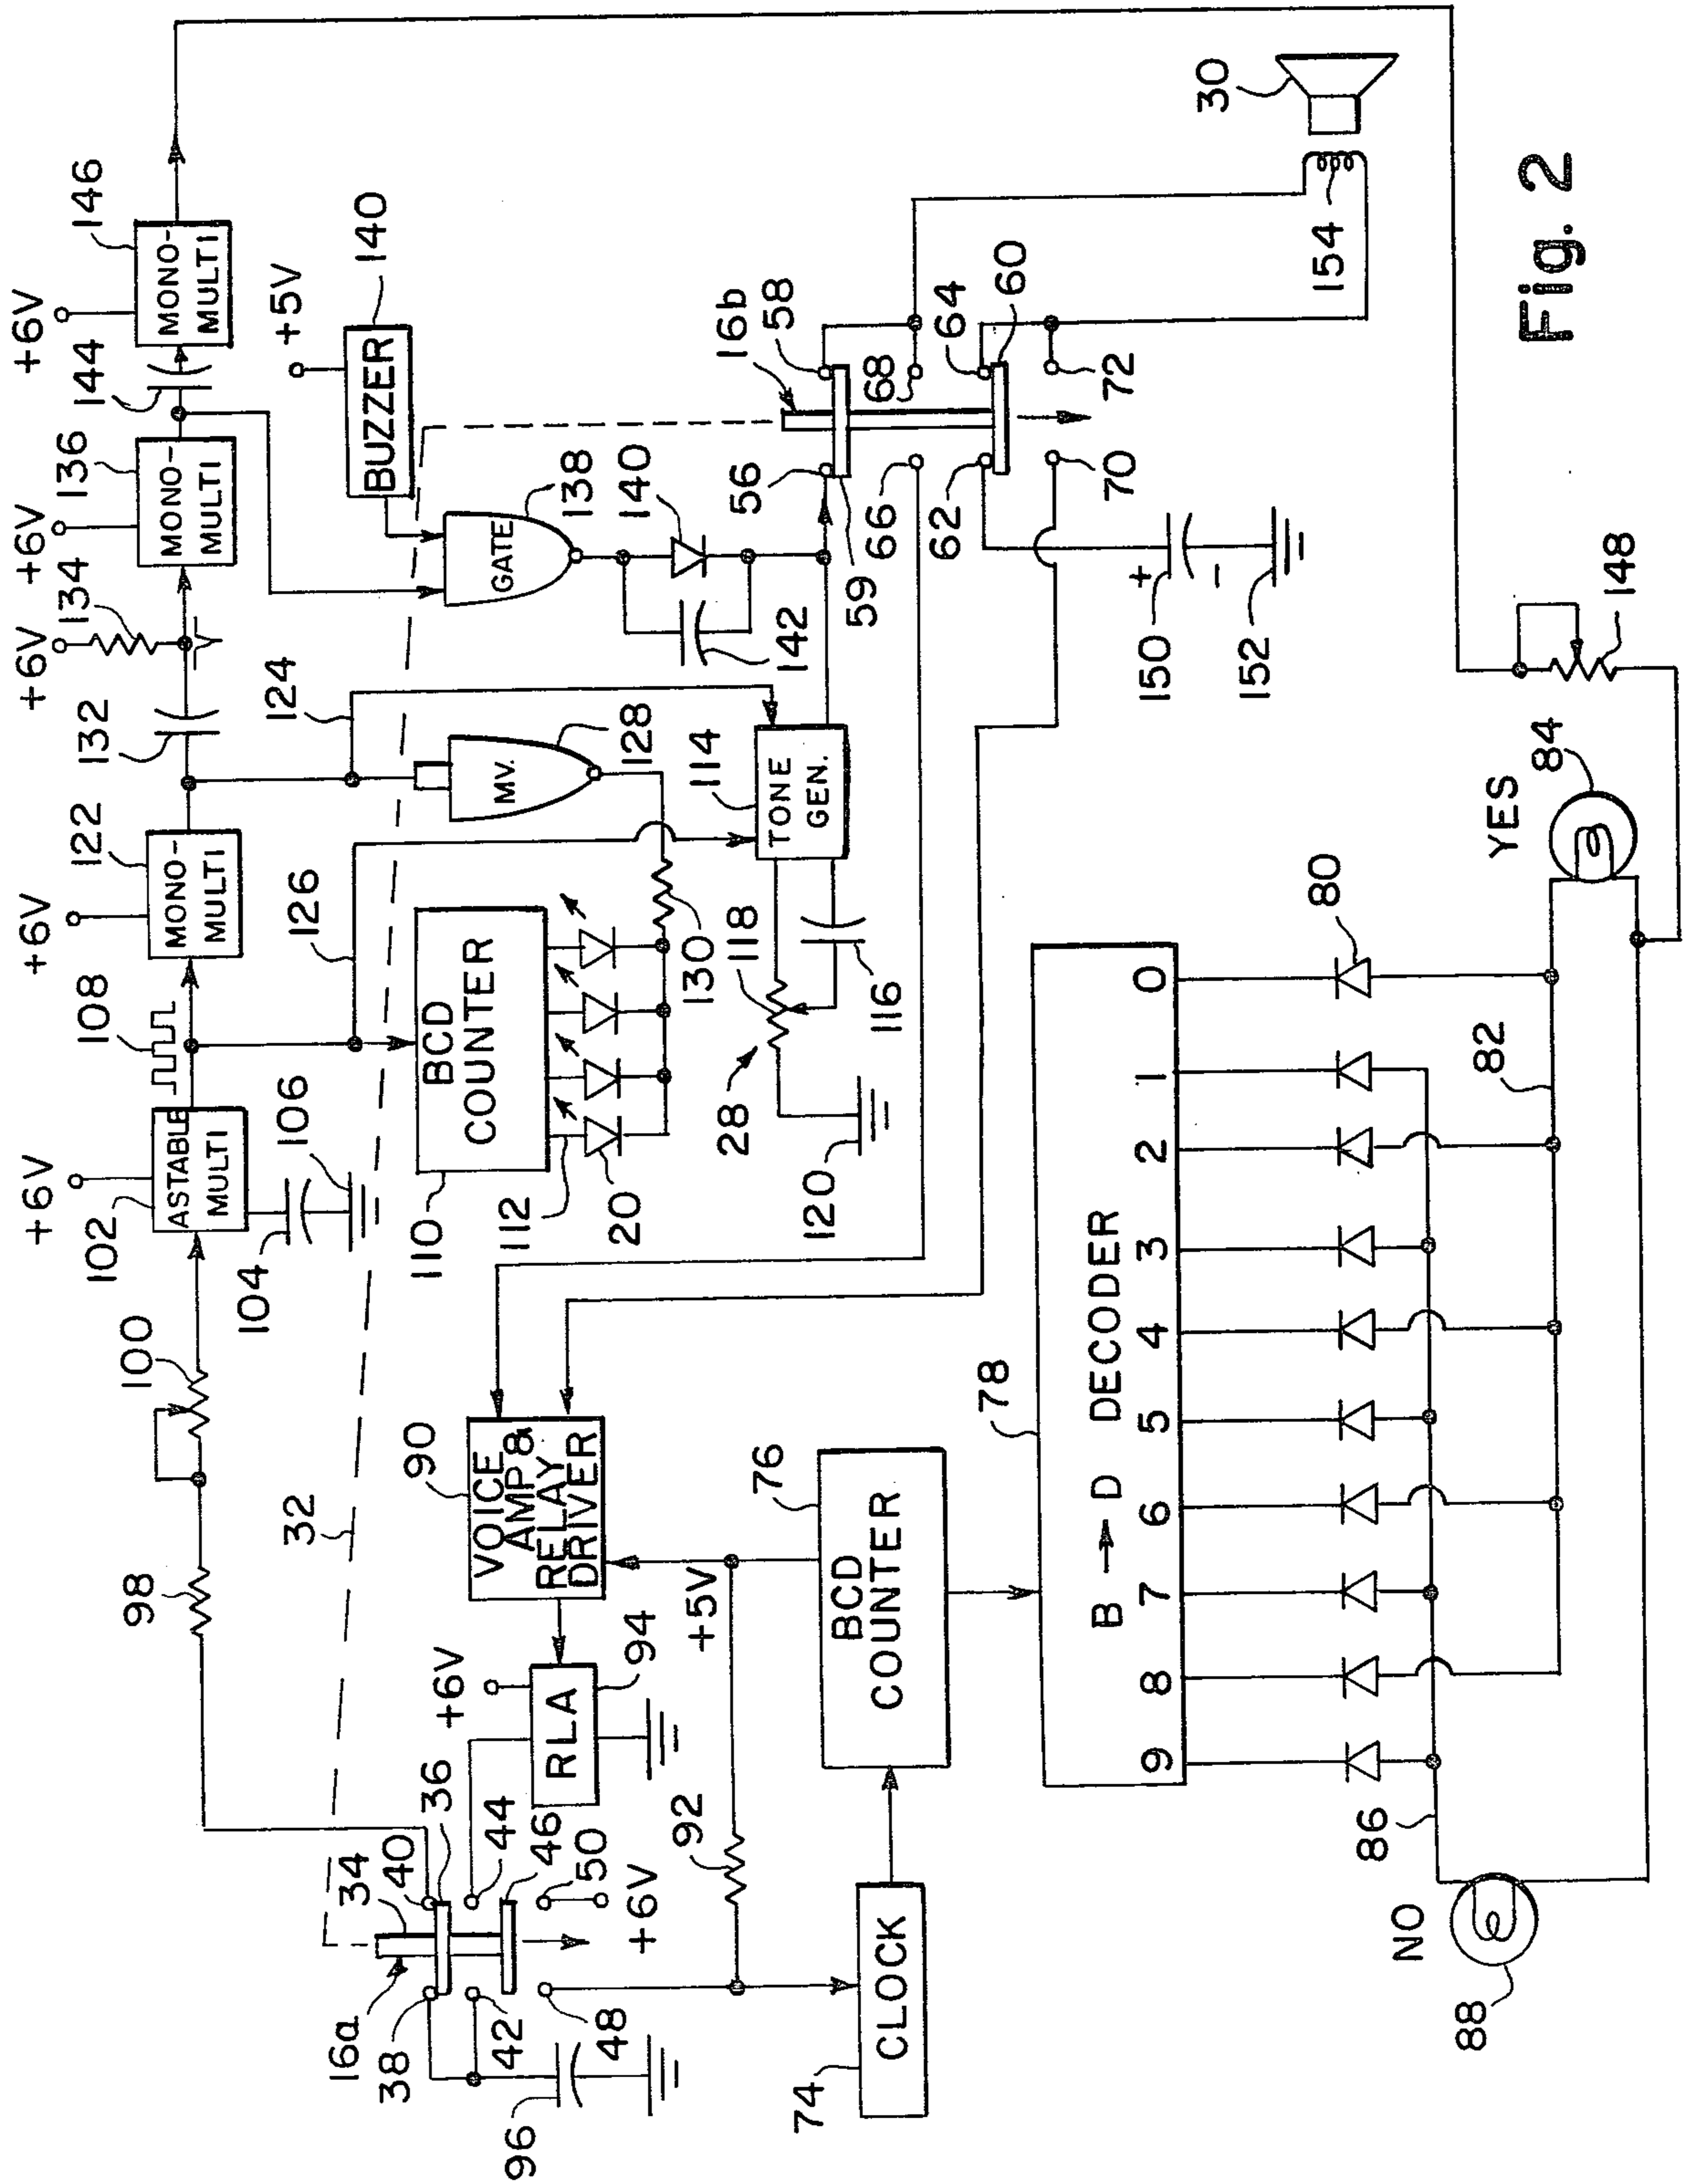 +6V
+6V
+6V
+6V
+6V
98
100
102
ASTABLE
MULTI
108
122
MONO-
MULTI
132
134
136
MONO-
MULTI
144
146
MONO-
MULTI
104
106
126
124
+5V
140
BUZZER
32
16a
34
38
40
36
42
44
46
48
50
+6V
96
+6V
RLA
94
90
VOICE
AMP &
RELAY
DRIVER
110
BCD
COUNTER
112
20
130
MV.
128
GATE
138
140
142
28
118
116
120
114
TONE
GEN.
16b
56
58
59
66
68
62
64
60
70
72
150
+
−
152
154
30
92
+5V
74
CLOCK
76
BCD
COUNTER
78
B → D DECODER
9 8 7 6 5 4 3 2 1 0
80
86
82
NO
88
YES
84
148
Fig. 2